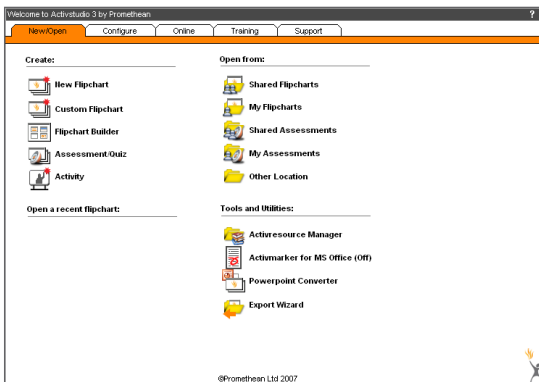 Welcome to Activstudio 3 by Promethean
?
New/Open Configure Online Training Support
Create:
New Flipchart
Custom Flipchart
Flipchart Builder
Assessment/Quiz
Activity
Open a recent flipchart:
Open from:
Shared Flipcharts
My Flipcharts
Shared Assessments
My Assessments
Other Location
Tools and Utilities:
Activresource Manager
Activmarker for MS Office (Off)
Powerpoint Converter
Export Wizard
©Promethean Ltd 2007